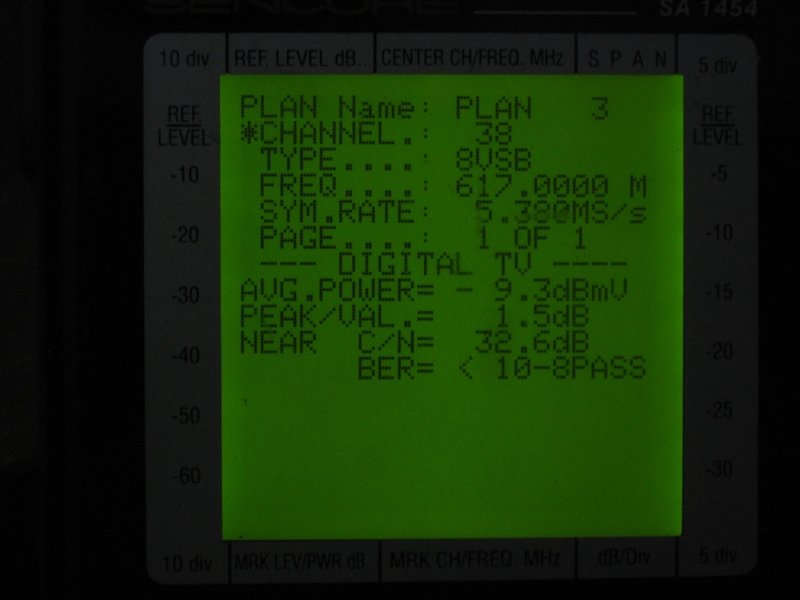 SENCORE
SA 1454
10 div REF. LEVEL dB... CENTER CH/FREQ. MHz S P A N 5 div
REF. LEVEL
-10
-20
-30
-40
-50
-60
PLAN Name: PLAN 3
*CHANNEL.: 38
TYPE....: 8VSB
FREQ....: 617.0000 M
SYM.RATE: 5.380MS/s
PAGE....: 1 OF 1
--- DIGITAL TV ----
AVG.POWER= - 9.3dBmV
PEAK/VAL.= 1.5dB
NEAR C/N= 32.6dB
BER= < 10-8PASS
REF. LEVEL
-5
-10
-15
-20
-25
-30
10 div MRK LEV/PWR dB MRK CH/FREQ. MHz dB/Div 5 div